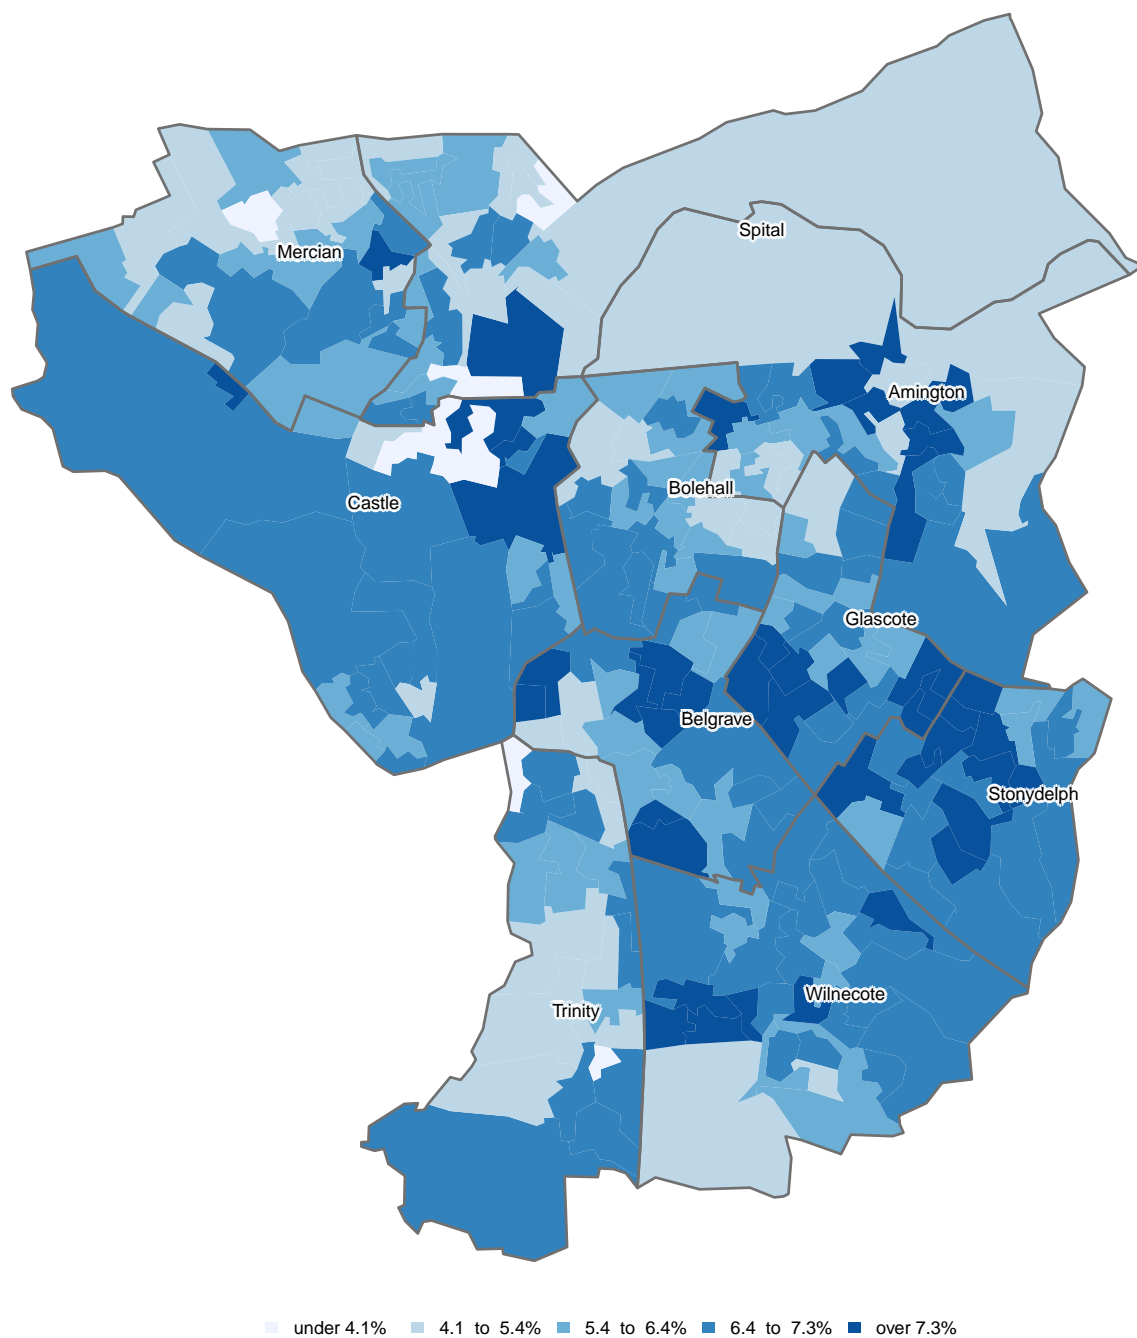 Spital
Mercian
Amington
Bolehall
Castle
Glascote
Belgrave
Stonydelph
Wilnecote
Trinity
under 4.1% 4.1 to 5.4% 5.4 to 6.4% 6.4 to 7.3% over 7.3%